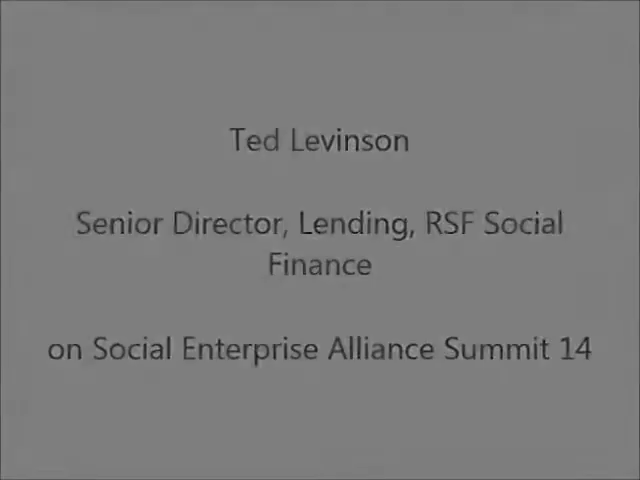 Ted Levinson
Senior Director, Lending, RSF Social
Finance
on Social Enterprise Alliance Summit 14